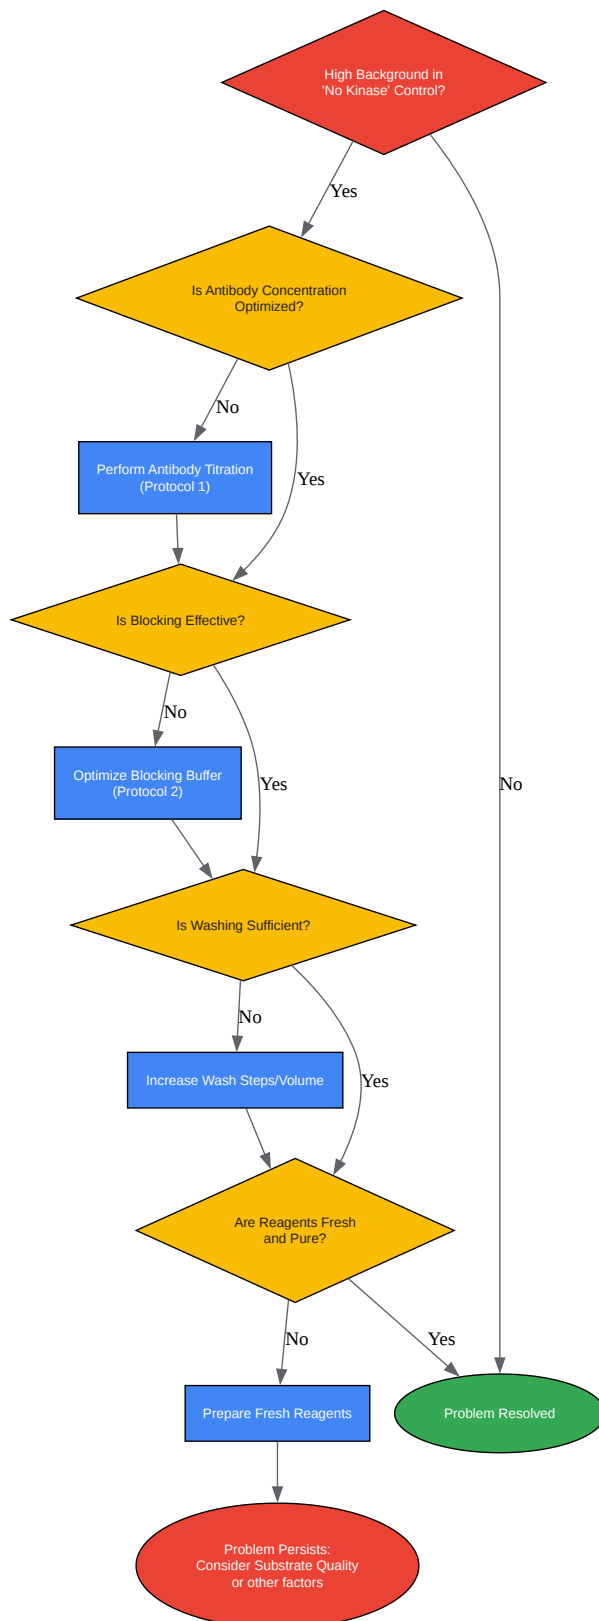 High Background in
'No Kinase' Control?
Yes
Is Antibody Concentration
Optimized?
No
Perform Antibody Titration
(Protocol 1)
Yes
Is Blocking Effective?
No
Optimize Blocking Buffer
(Protocol 2)
Yes
No
Is Washing Sufficient?
No
Increase Wash Steps/Volume
Yes
Are Reagents Fresh
and Pure?
No
Yes
Prepare Fresh Reagents
Problem Resolved
Problem Persists:
Consider Substrate Quality
or other factors